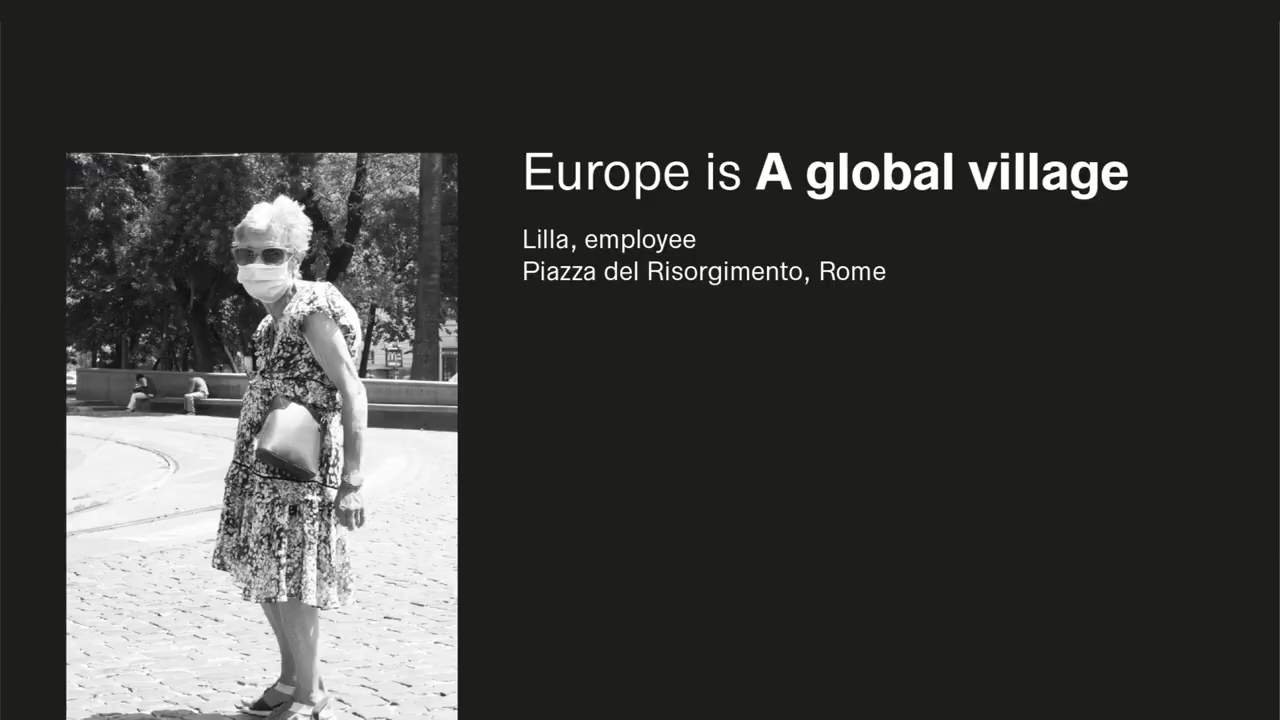 Europe is A global village
Lilla, employee
Piazza del Risorgimento, Rome